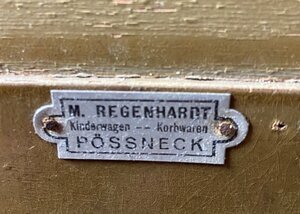 M. REGENHARDT
Kinderwagen -- Korbwaren
PÖSSNECK